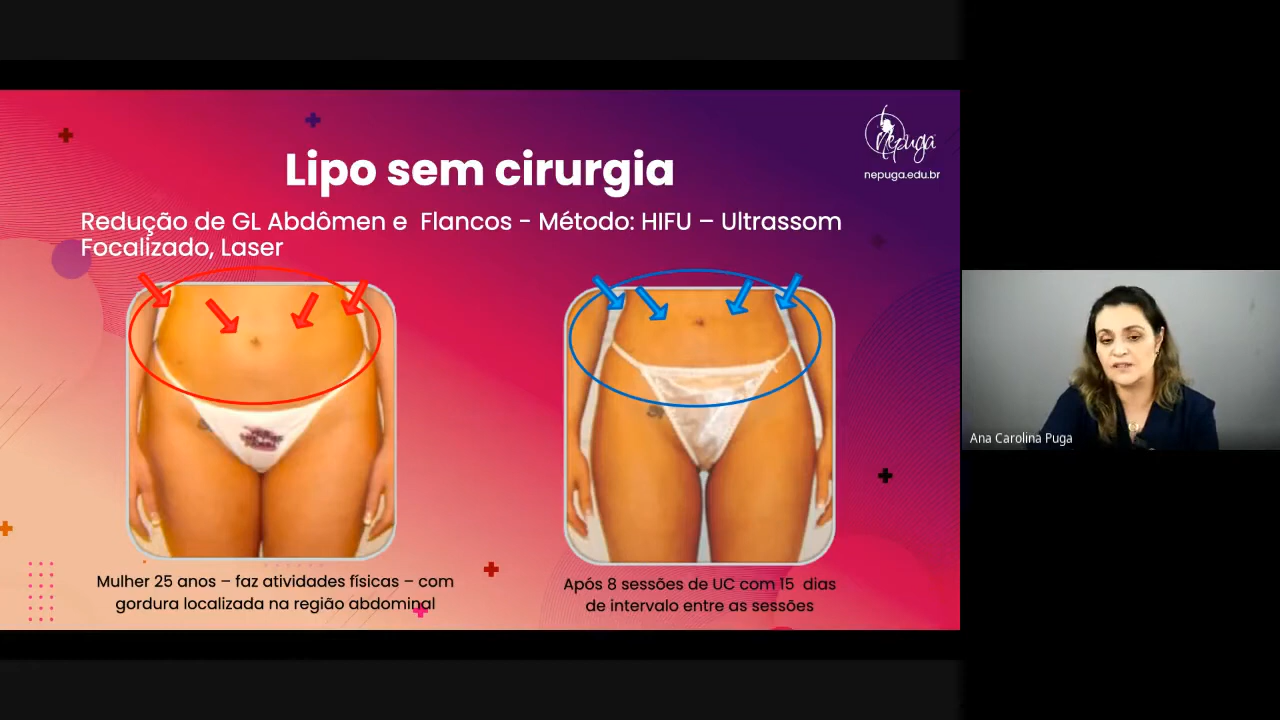 nepuga
nepuga.edu.br
Lipo sem cirurgia
Redução de GL Abdômen e Flancos - Método: HIFU – Ultrassom
Focalizado, Laser
Mulher 25 anos – faz atividades físicas – com
gordura localizada na região abdominal
Após 8 sessões de UC com 15 dias
de intervalo entre as sessões
Ana Carolina Puga